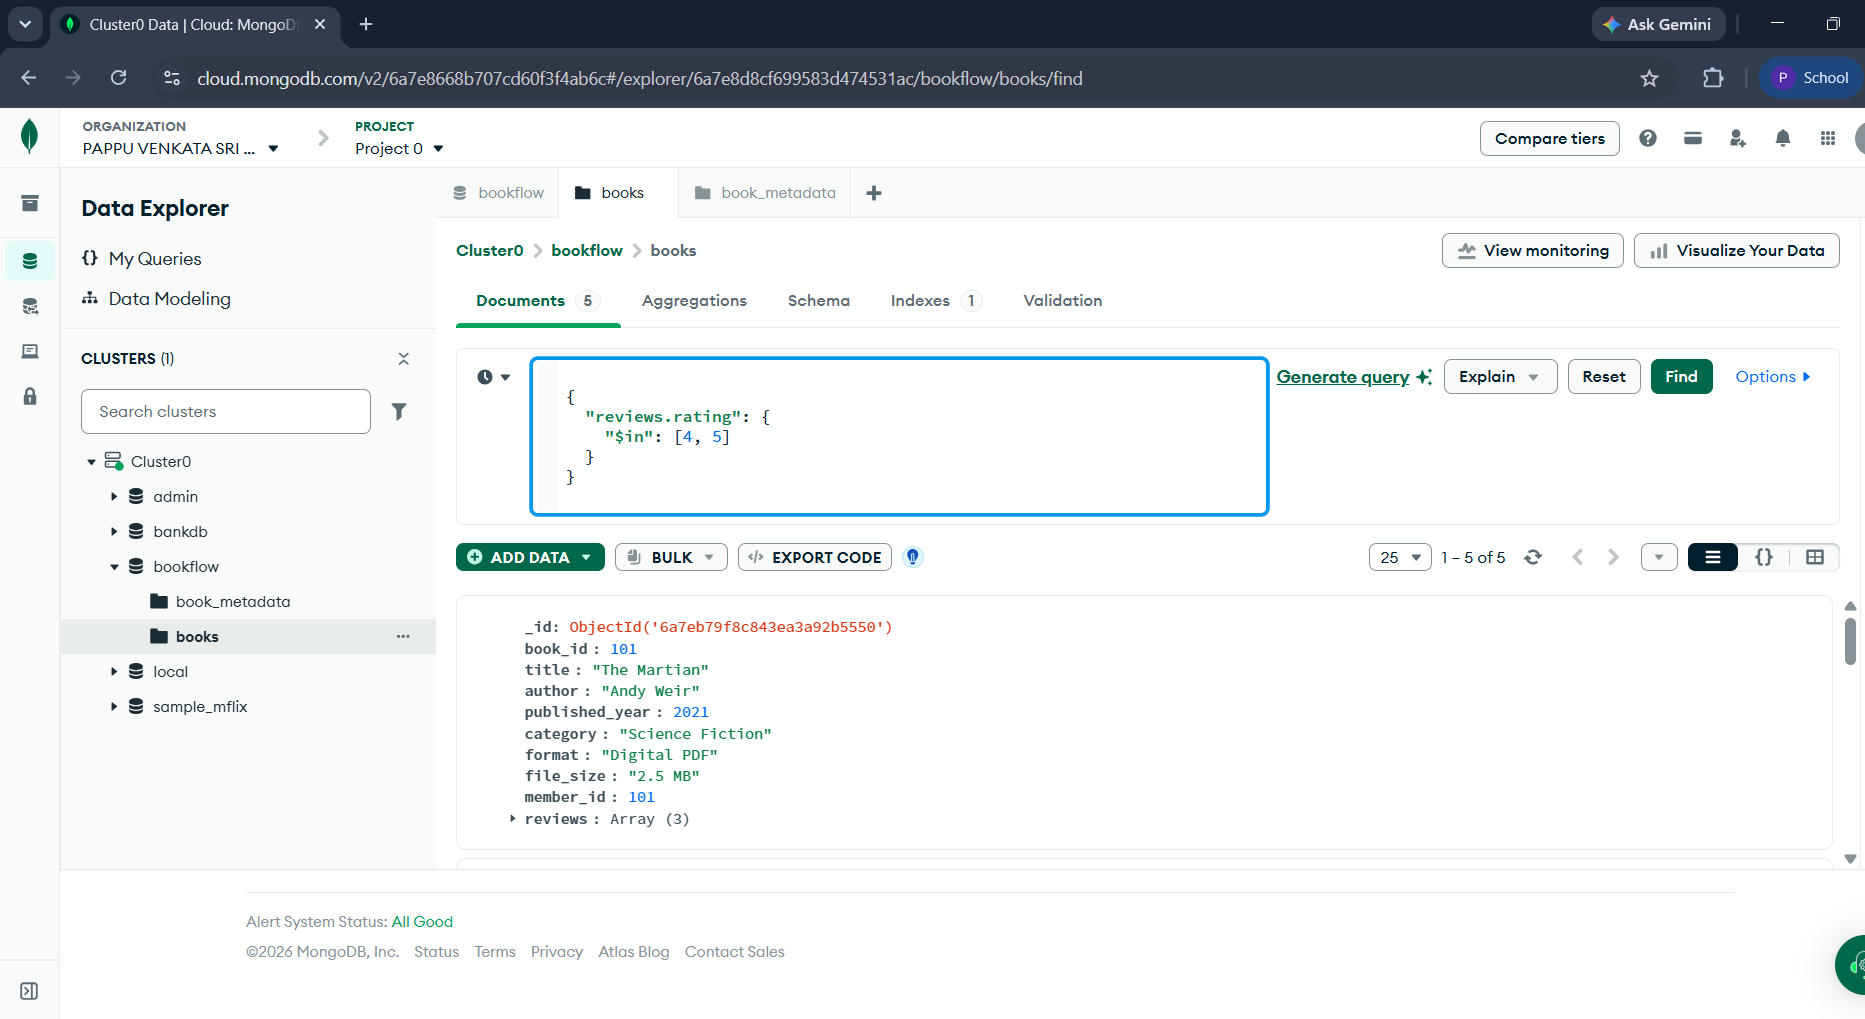 Cluster0 Data | Cloud: MongoD
Ask Gemini
cloud.mongodb.com/v2/6a7e8668b707cd60f3f4ab6c#/explorer/6a7e8d8cf699583d474531ac/bookflow/books/find
P School
ORGANIZATION
PAPPU VENKATA SRI ...
PROJECT
Project 0
Compare tiers
Data Explorer
My Queries
Data Modeling
CLUSTERS (1)
Search clusters
Cluster0
admin
bankdb
bookflow
book_metadata
books
local
sample_mflix
bookflow
books
book_metadata
Cluster0 > bookflow > books
View monitoring
Visualize Your Data
Documents 5
Aggregations
Schema
Indexes 1
Validation
{
"reviews.rating": {
"$in": [4, 5]
}
}
Generate query
Explain
Reset
Find
Options
ADD DATA
BULK
EXPORT CODE
25
1 – 5 of 5
_id: ObjectId('6a7eb79f8c843ea3a92b5550')
book_id : 101
title : "The Martian"
author : "Andy Weir"
published_year : 2021
category : "Science Fiction"
format : "Digital PDF"
file_size : "2.5 MB"
member_id : 101
reviews : Array (3)
Alert System Status: All Good
©2026 MongoDB, Inc. Status Terms Privacy Atlas Blog Contact Sales